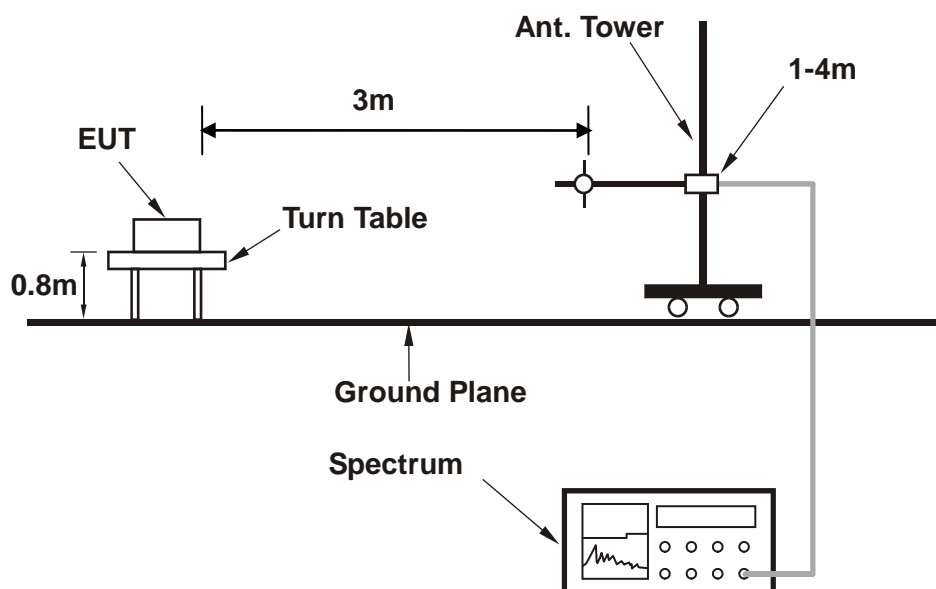 Ant. Tower
1-4m
3m
EUT
Turn Table
0.8m
Ground Plane
Spectrum